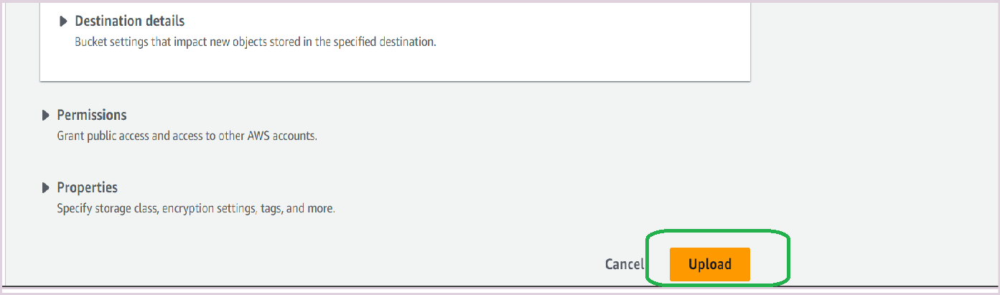 Destination details
Bucket settings that impact new objects stored in the specified destination.
Permissions
Grant public access and access to other AWS accounts.
Properties
Specify storage class, encryption settings, tags, and more.
Cancel Upload